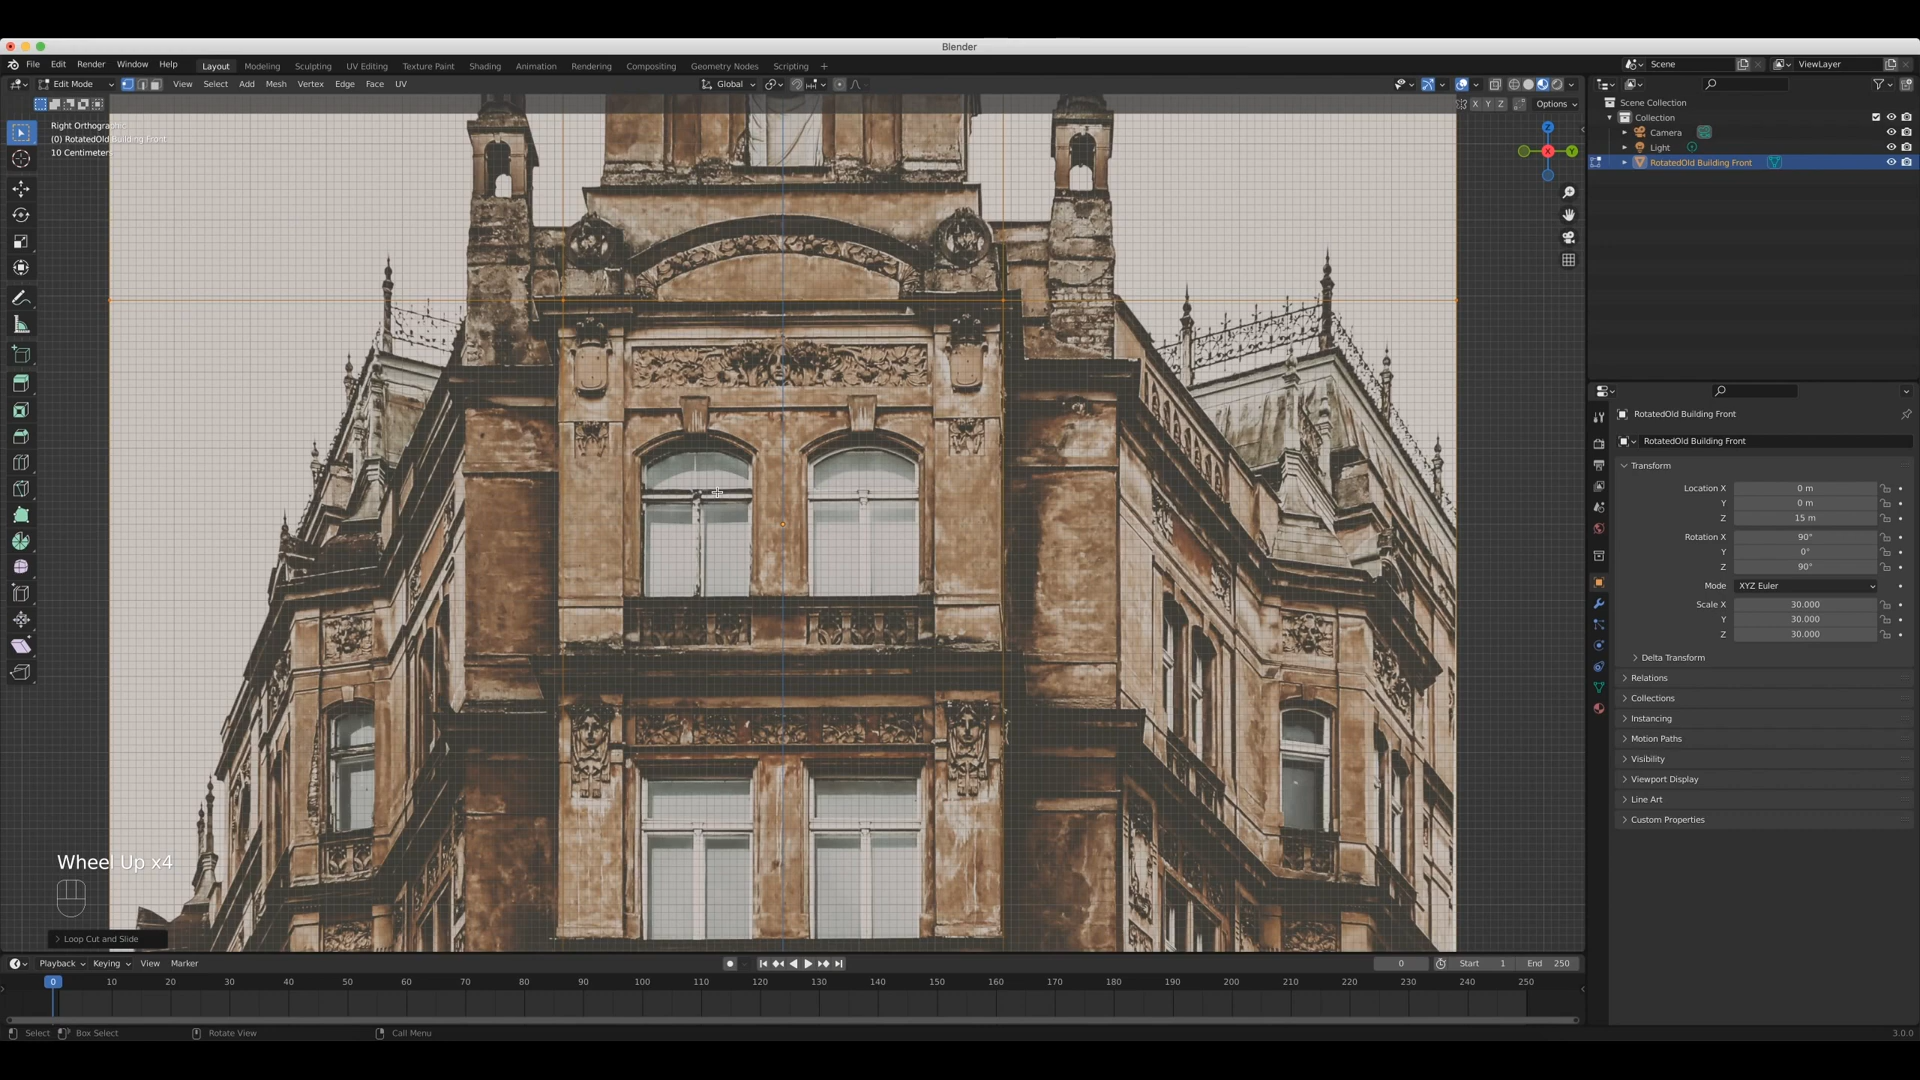 Blender
File Edit Render Window Help Layout Modeling Sculpting UV Editing Texture Paint Shading Animation Rendering Compositing Geometry Nodes Scripting + Scene ViewLayer
Edit Mode View Select Add Mesh Vertex Edge Face UV Global
X Y Z Options
Right Orthographic
(0) RotatedOld Building Front
10 Centimeters
Z
X
Y
Scene Collection
Collection
Camera
Light
RotatedOld Building Front
RotatedOld Building Front
RotatedOld Building Front
Transform
Location X 0 m
Y 0 m
Z 15 m
Rotation X 90°
Y 0°
Z 90°
Mode XYZ Euler
Scale X 30.000
Y 30.000
Z 30.000
Delta Transform
Relations
Collections
Instancing
Motion Paths
Visibility
Viewport Display
Line Art
Custom Properties
Wheel Up x4
Loop Cut and Slide
Playback Keying View Marker 0 Start 1 End 250
0 10 20 30 40 50 60 70 80 90 100 110 120 130 140 150 160 170 180 190 200 210 220 230 240 250
Select Box Select Rotate View Call Menu 3.0.0